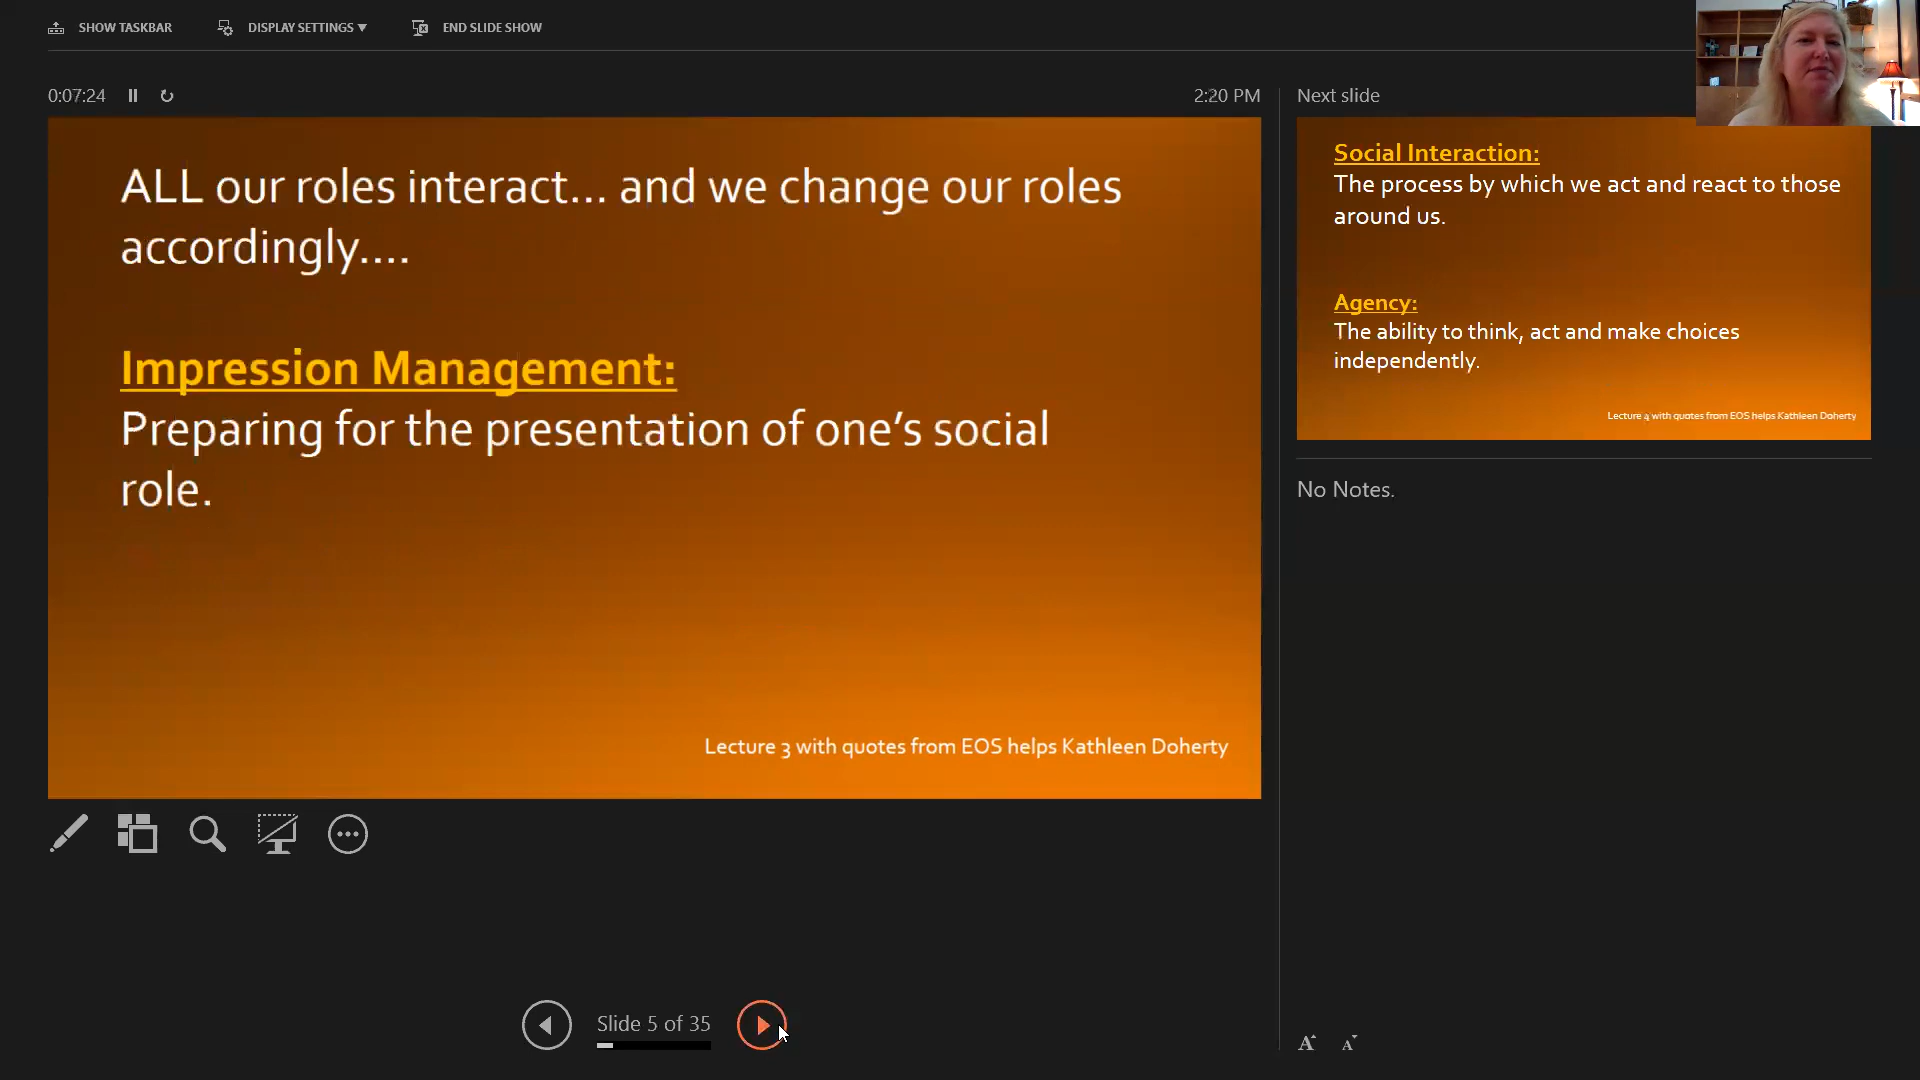 SHOW TASKBAR
DISPLAY SETTINGS ▼
END SLIDE SHOW
0:07:24
2:20 PM
ALL our roles interact... and we change our roles
accordingly....
Impression Management:
Preparing for the presentation of one's social
role.
Lecture 3 with quotes from EOS helps Kathleen Doherty
Slide 5 of 35
Next slide
Social Interaction:
The process by which we act and react to those
around us.
Agency:
The ability to think, act and make choices
independently.
Lecture 4 with quotes from EOS helps Kathleen Doherty
No Notes.
A A